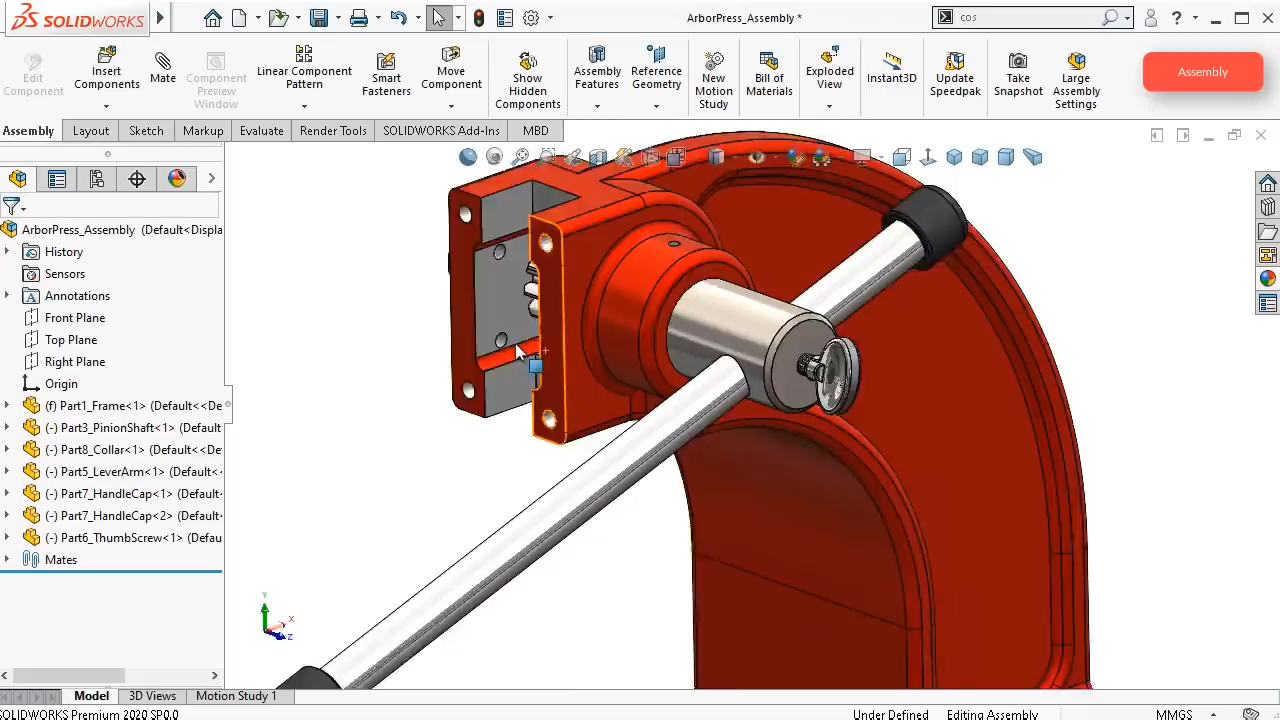 SOLIDWORKS
ArborPress_Assembly *
cos
Edit Component
Insert Components
Mate
Component Preview Window
Linear Component Pattern
Smart Fasteners
Move Component
Show Hidden Components
Assembly Features
Reference Geometry
New Motion Study
Bill of Materials
Exploded View
Instant3D
Update Speedpak
Take Snapshot
Large Assembly Settings
Assembly
Assembly
Layout
Sketch
Markup
Evaluate
Render Tools
SOLIDWORKS Add-Ins
MBD
ArborPress_Assembly (Default<Displa
History
Sensors
Annotations
Front Plane
Top Plane
Right Plane
Origin
(f) Part1_Frame<1> (Default<<De
(-) Part3_PinionShaft<1> (Default
(-) Part8_Collar<1> (Default<<De
(-) Part5_LeverArm<1> (Default<
(-) Part7_HandleCap<1> (Default
(-) Part7_HandleCap<2> (Default
(-) Part6_ThumbScrew<1> (Defau
Mates
Y
X
Z
Model
3D Views
Motion Study 1
SOLIDWORKS Premium 2020 SP0.0
Under Defined
Editing Assembly
MMGS